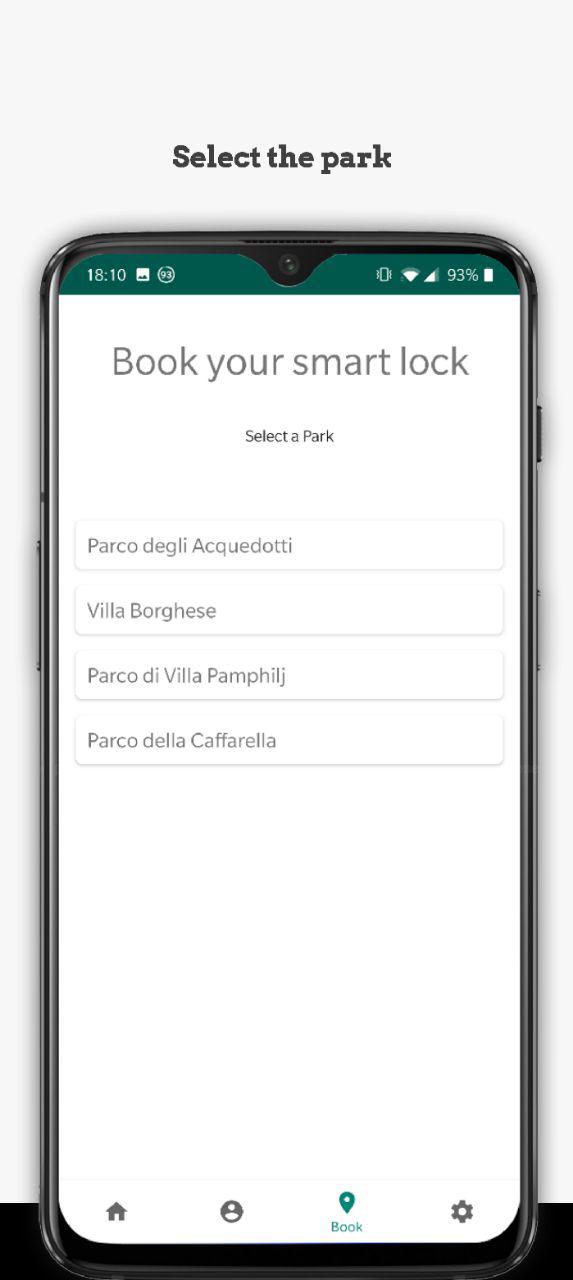 Select the park
18:10 93 93%
Book your smart lock
Select a Park
Parco degli Acquedotti
Villa Borghese
Parco di Villa Pamphilj
Parco della Caffarella
Book